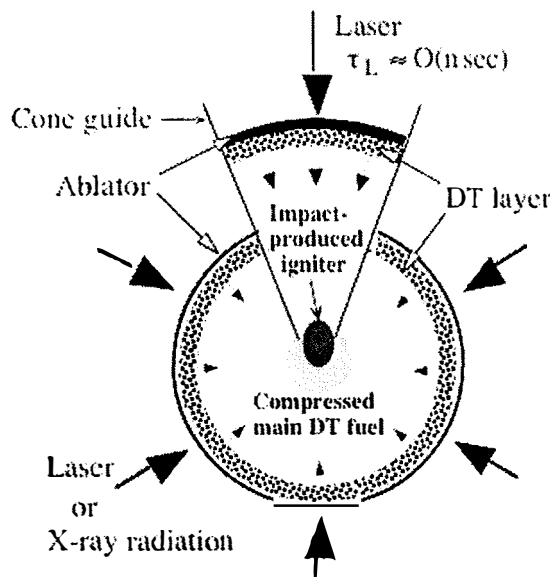 Laser
τL ≈ O(nsec)
Cone guide
Ablator
DT layer
Impact-
produced
igniter
Compressed
main DT fuel
Laser
or
X-ray radiation